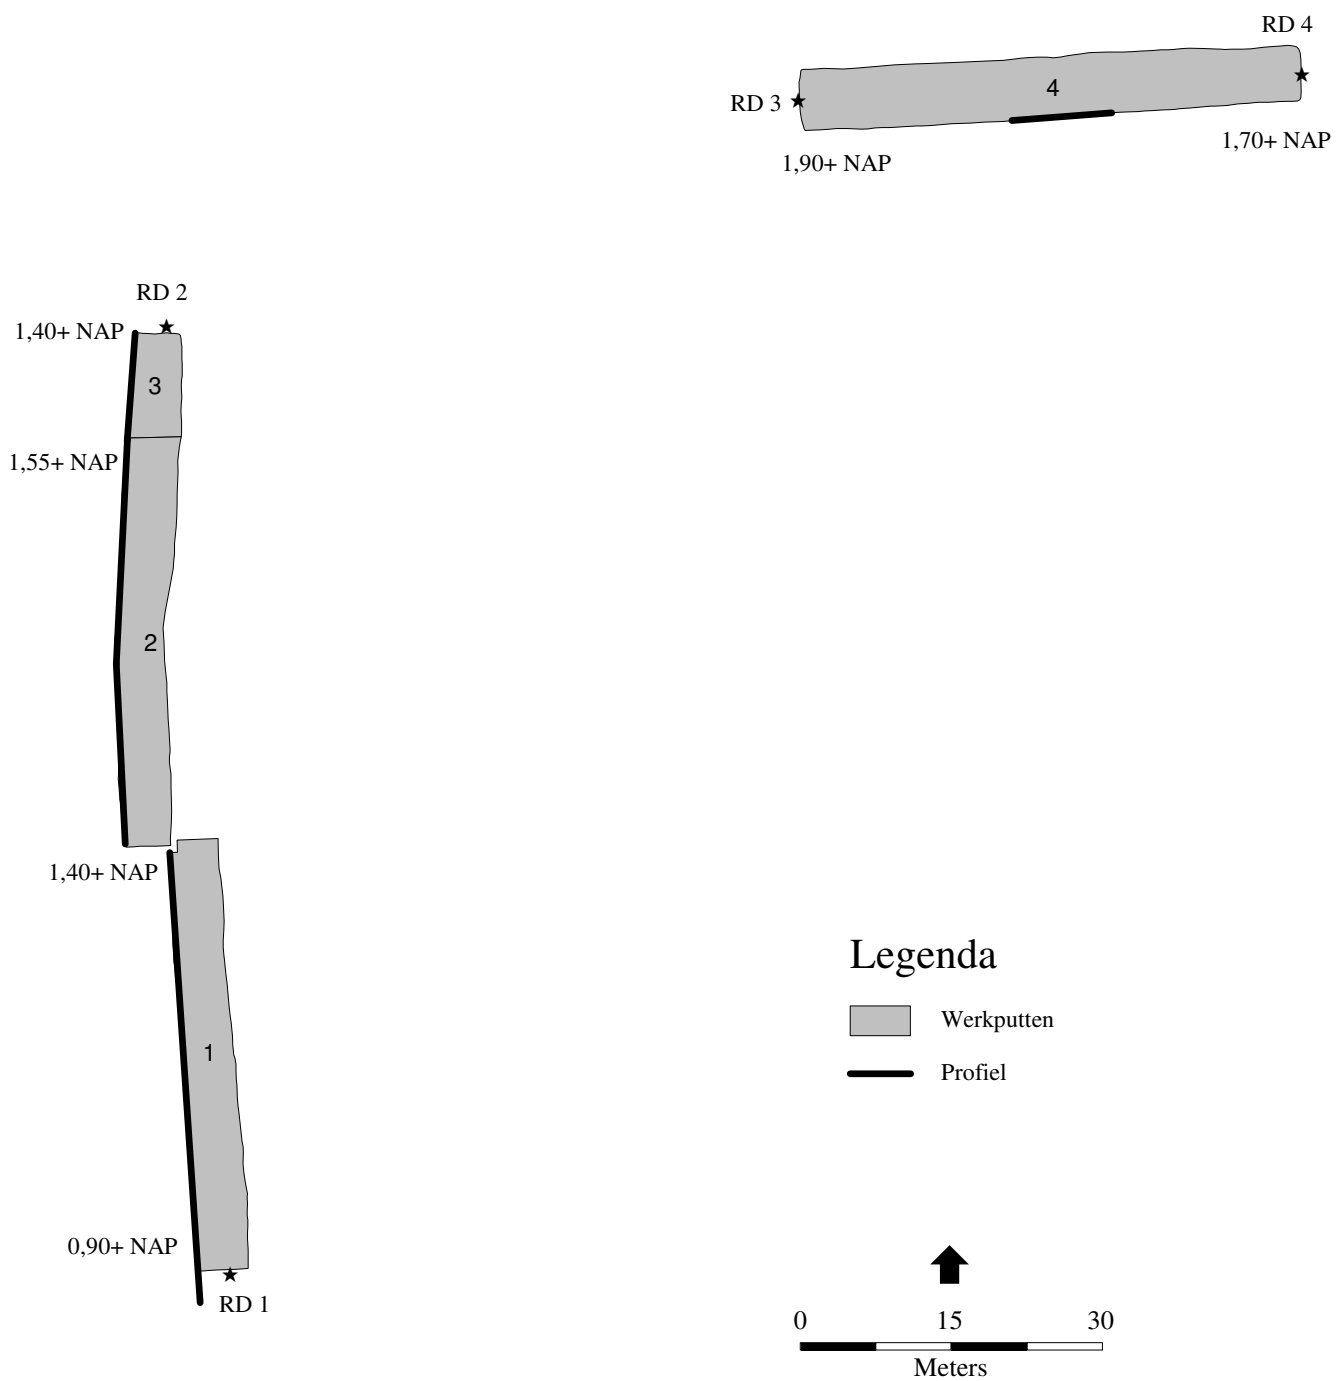 RD 4
4
RD 3
1,70+ NAP
1,90+ NAP
RD 2
1,40+ NAP
3
1,55+ NAP
2
1,40+ NAP
1
0,90+ NAP
RD 1
Legenda
Werkputten
Profiel
0 15 30
Meters